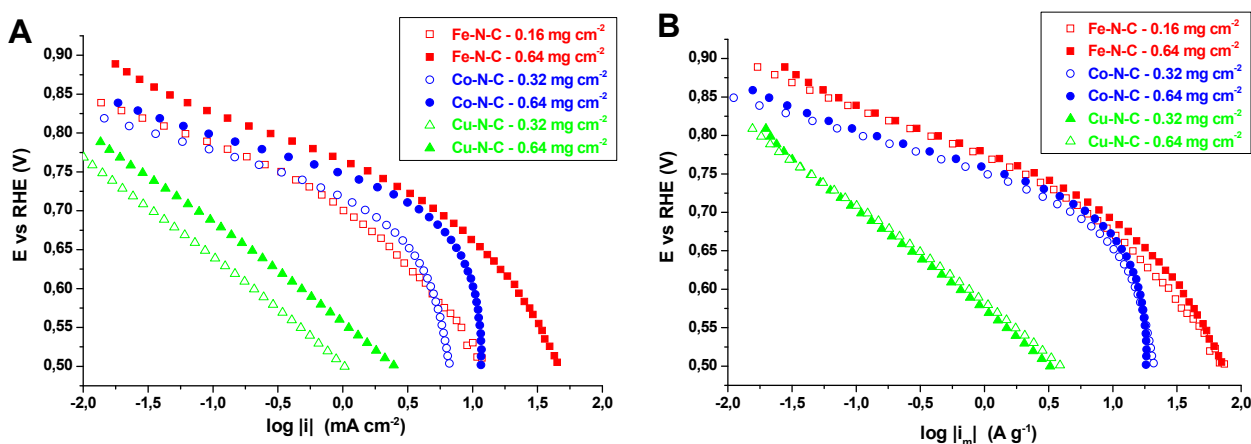 A
E vs RHE (V)
0,90
0,85
0,80
0,75
0,70
0,65
0,60
0,55
0,50
-2,0 -1,5 -1,0 -0,5 0,0 0,5 1,0 1,5 2,0
log |i| (mA cm⁻²)
Fe-N-C - 0.16 mg cm⁻²
Fe-N-C - 0.64 mg cm⁻²
Co-N-C - 0.32 mg cm⁻²
Co-N-C - 0.64 mg cm⁻²
Cu-N-C - 0.32 mg cm⁻²
Cu-N-C - 0.64 mg cm⁻²
B
E vs RHE (V)
0,90
0,85
0,80
0,75
0,70
0,65
0,60
0,55
0,50
-2,0 -1,5 -1,0 -0,5 0,0 0,5 1,0 1,5 2,0
log |iₘ| (A g⁻¹)
Fe-N-C - 0.16 mg cm⁻²
Fe-N-C - 0.64 mg cm⁻²
Co-N-C - 0.32 mg cm⁻²
Co-N-C - 0.64 mg cm⁻²
Cu-N-C - 0.32 mg cm⁻²
Cu-N-C - 0.64 mg cm⁻²